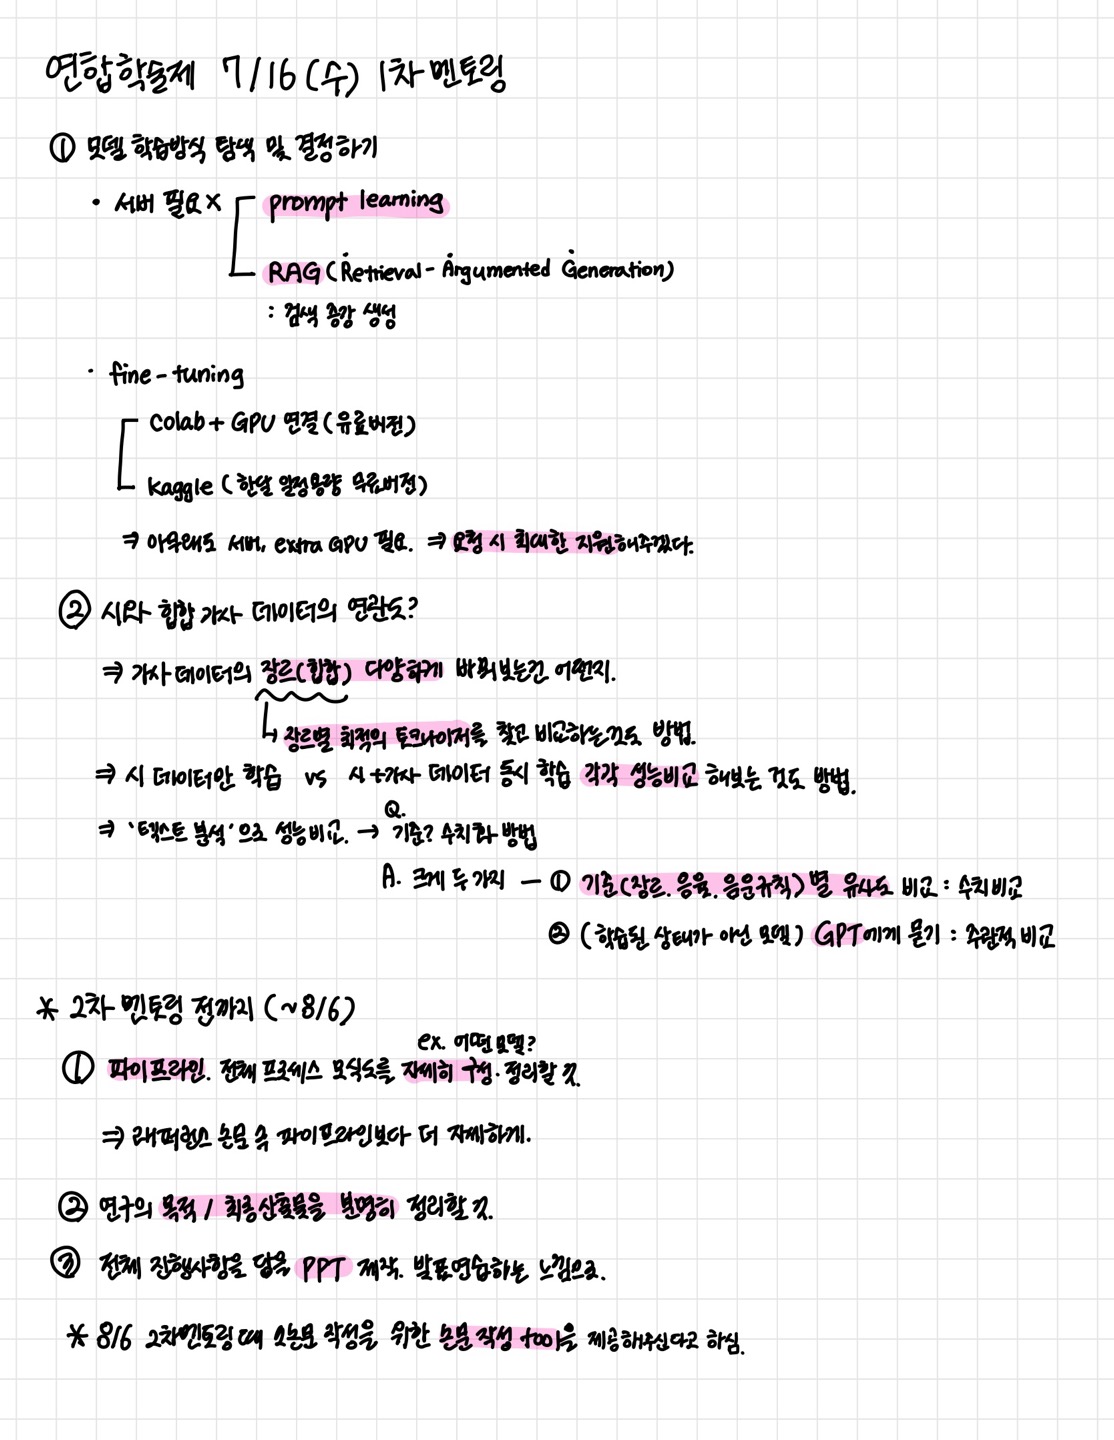 연합학술제 7/16(수) 1차 멘토링
① 모델 학습방식 탐색 및 결정하기
• 서버 필요 X
prompt learning
RAG (Retrieval - Argumented Generation)
: 검색 증강 생성
· fine-tuning
Colab + GPU 연결 (유료버전)
kaggle (한달 일정용량 무료버전)
⇒ 아무래도 서버, extra GPU 필요. ⇒ 요청 시 최대한 지원해주겠다.
② 시와 힙합 가사 데이터의 연관도?
⇒ 가사 데이터의 장르(힙합) 다양하게 바꿔보는건 어떤지.
↳ 장르별 최적의 토크나이저를 찾고 비교하는것도 방법.
⇒ 시 데이터만 학습 vs 시+가사 데이터 동시 학습 각각 성능비교 해보는 것도 방법.
⇒ '텍스트 분석'으로 성능비교. → Q. 기준? 수치화 방법
A. 크게 두 가지 — ① 기준(장르. 음율. 음운규칙) 별 유사도 비교 : 수치비교
② (학습된 상태가 아닌 모델) GPT에게 묻기 : 주관적 비교
* 2차 멘토링 전까지 (~8/6)
ex. 어떤 모델?
① 파이프라인. 전체 프로세스 모식도를 자세히 구성·정리할 것.
⇒ 래퍼런스 논문 속 파이프라인보다 더 자세하게.
② 연구의 목적 / 최종산출물을 분명히 정리할 것.
③ 전체 진행사항을 담은 PPT 제작. 발표연습하는 느낌으로.
* 8/6 2차멘토링 때 소논문 작성을 위한 논문 작성 tool을 제공해주신다고 하심.